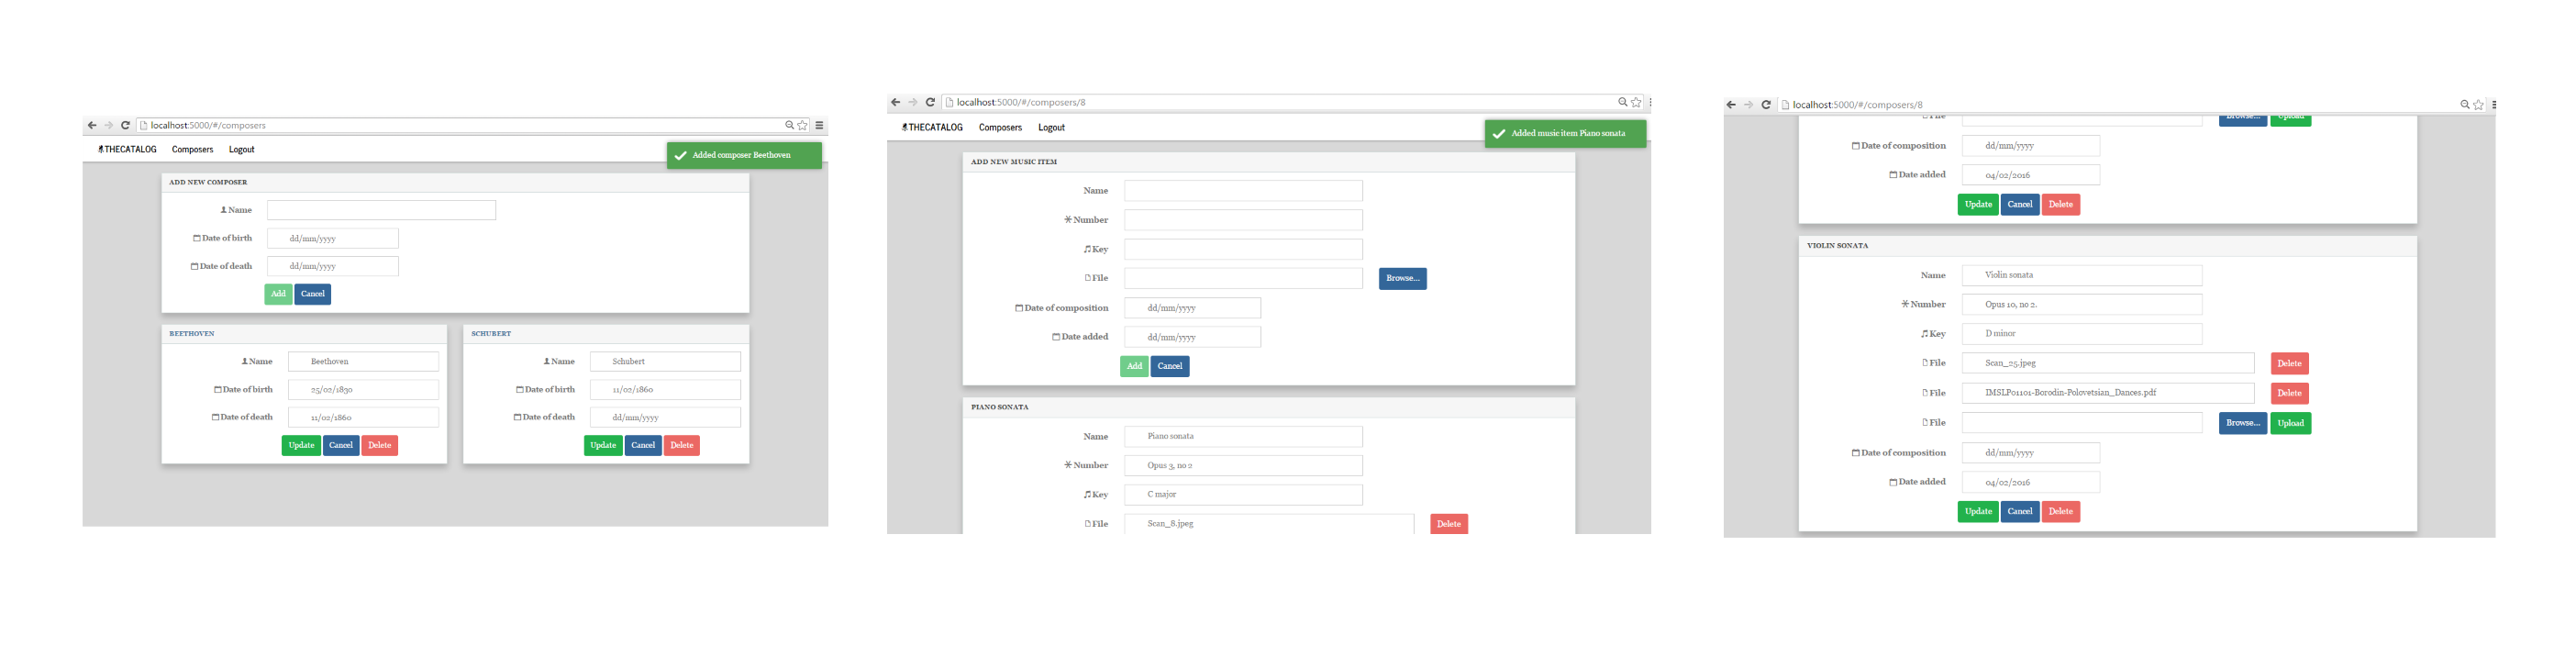 localhost:5000/#/composers
THECATALOG Composers Logout
Added composer Beethoven
ADD NEW COMPOSER
Name
Date of birth dd/mm/yyyy
Date of death dd/mm/yyyy
Add Cancel
BEETHOVEN
Name Beethoven
Date of birth 25/02/1830
Date of death 11/02/1860
Update Cancel Delete
SCHUBERT
Name Schubert
Date of birth 11/02/1860
Date of death dd/mm/yyyy
Update Cancel Delete
localhost:5000/#/composers/8
THECATALOG Composers Logout
Added music item Piano sonata
ADD NEW MUSIC ITEM
Name
Number
Key
File Browse...
Date of composition dd/mm/yyyy
Date added dd/mm/yyyy
Add Cancel
PIANO SONATA
Name Piano sonata
Number Opus 3, no 2
Key C major
File Scan_8.jpeg Delete
localhost:5000/#/composers/8
File Browse... Upload
Date of composition dd/mm/yyyy
Date added 04/02/2016
Update Cancel Delete
VIOLIN SONATA
Name Violin sonata
Number Opus 10, no 2.
Key D minor
File Scan_25.jpeg Delete
File IMSLP01101-Borodin-Polovetsian_Dances.pdf Delete
File Browse... Upload
Date of composition dd/mm/yyyy
Date added 04/02/2016
Update Cancel Delete